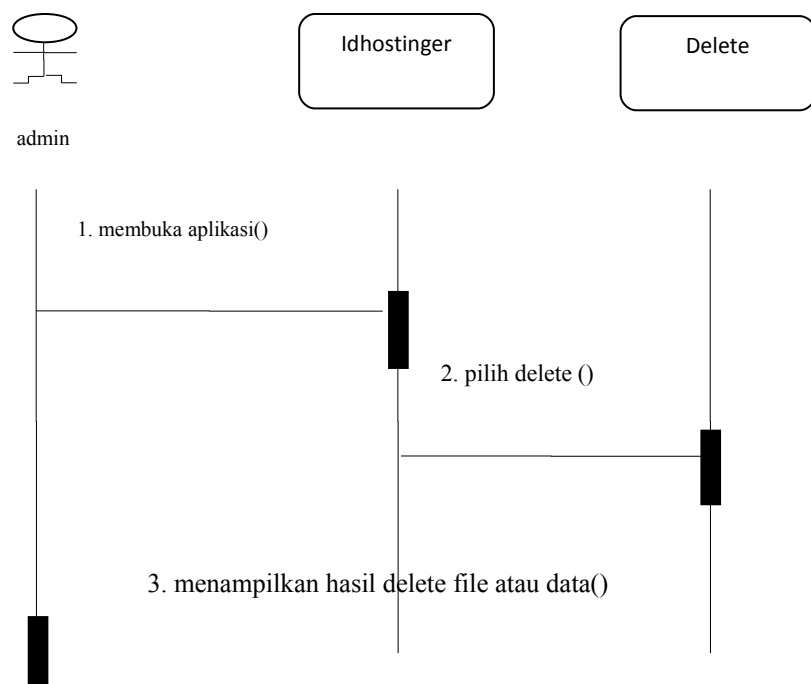 Idhostinger
Delete
admin
1. membuka aplikasi()
2. pilih delete ()
3. menampilkan hasil delete file atau data()